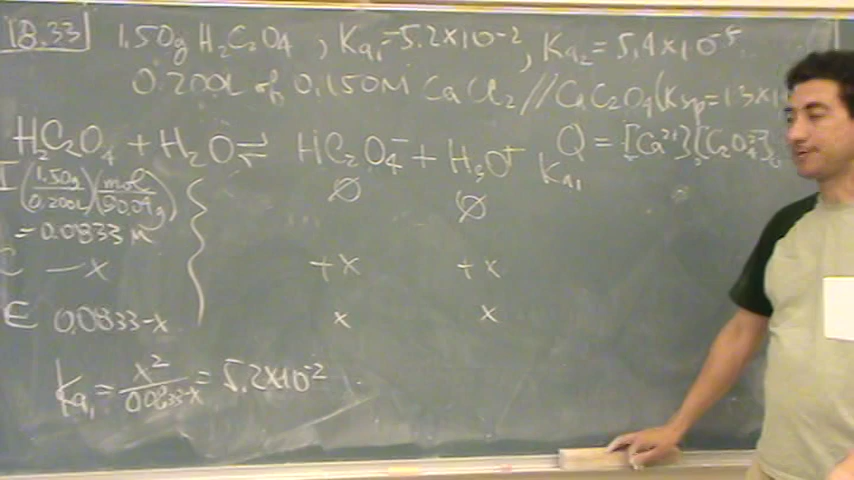 18.33 1.50g H₂C₂O₄ , Ka₁=5.2×10⁻² , Ka₂=5.4×10⁻⁵
0.200L of 0.150M CaCl₂ // CaC₂O₄ (Ksp=1.3×1
H₂C₂O₄ + H₂O ⇌ HC₂O₄⁻ + H₃O⁺ Q = [Ca²⁺]₀[C₂O₄²⁻]₀
Ka₁
I (1.50g/0.200L)(mol/90.04g) ∅ ∅
= 0.0833 M
C —x +x +x
E 0.0833-x x x
Ka₁ = x²/0.0833-x = 5.2×10⁻²